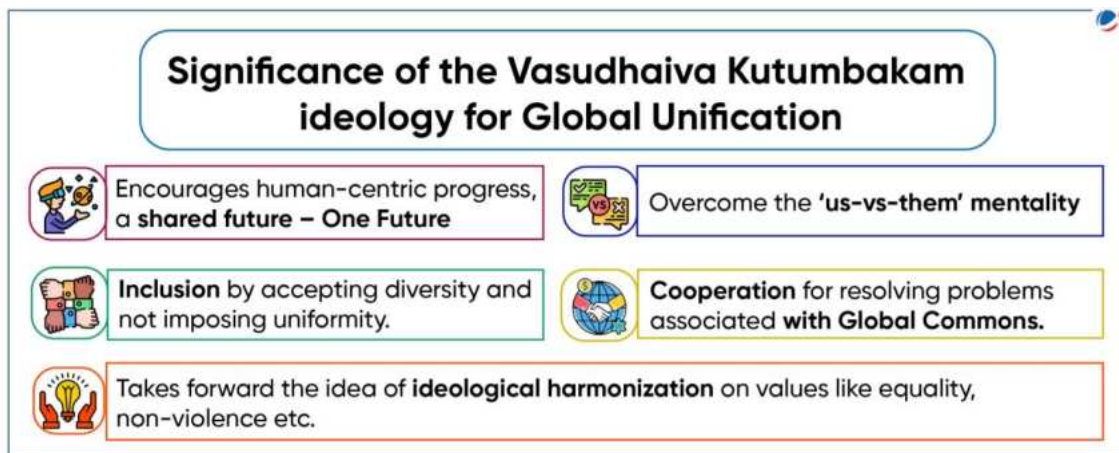 Significance of the Vasudhaiva Kutumbakam
ideology for Global Unification
Encourages human-centric progress,
a shared future – One Future
Overcome the ‘us-vs-them’ mentality
VS
Inclusion by accepting diversity and
not imposing uniformity.
$
Cooperation for resolving problems
associated with Global Commons.
Takes forward the idea of ideological harmonization on values like equality,
non-violence etc.